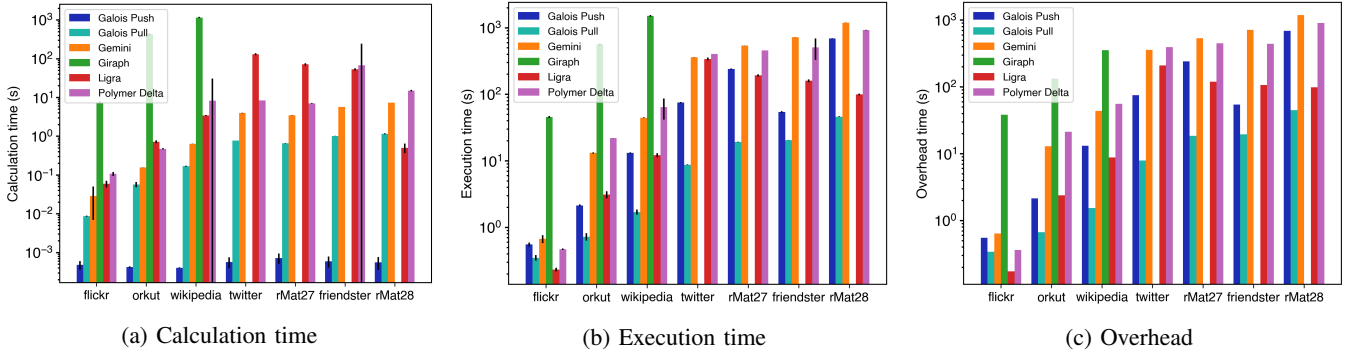 Calculation time (s)
10³
10²
10¹
10⁰
10⁻¹
10⁻²
10⁻³
Galois Push
Galois Pull
Gemini
Giraph
Ligra
Polymer Delta
flickr orkut wikipedia twitter rMat27 friendster rMat28
(a) Calculation time
Execution time (s)
10³
10²
10¹
10⁰
Galois Push
Galois Pull
Gemini
Giraph
Ligra
Polymer Delta
flickr orkut wikipedia twitter rMat27 friendster rMat28
(b) Execution time
Overhead time (s)
10³
10²
10¹
10⁰
Galois Push
Galois Pull
Gemini
Giraph
Ligra
Polymer Delta
flickr orkut wikipedia twitter rMat27 friendster rMat28
(c) Overhead